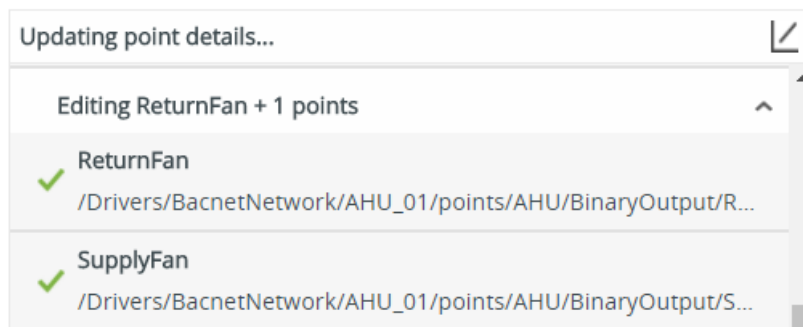 Updating point details...
Editing ReturnFan + 1 points
ReturnFan
/Drivers/BacnetNetwork/AHU_01/points/AHU/BinaryOutput/R...
SupplyFan
/Drivers/BacnetNetwork/AHU_01/points/AHU/BinaryOutput/S...